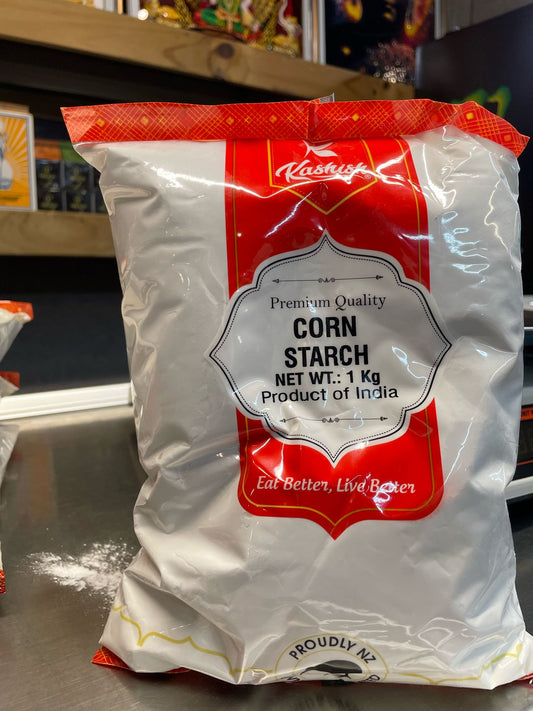 Kashish
Premium Quality
CORN
STARCH
NET WT.: 1 Kg
Product of India
Eat Better, Live Better
PROUDLY NZ